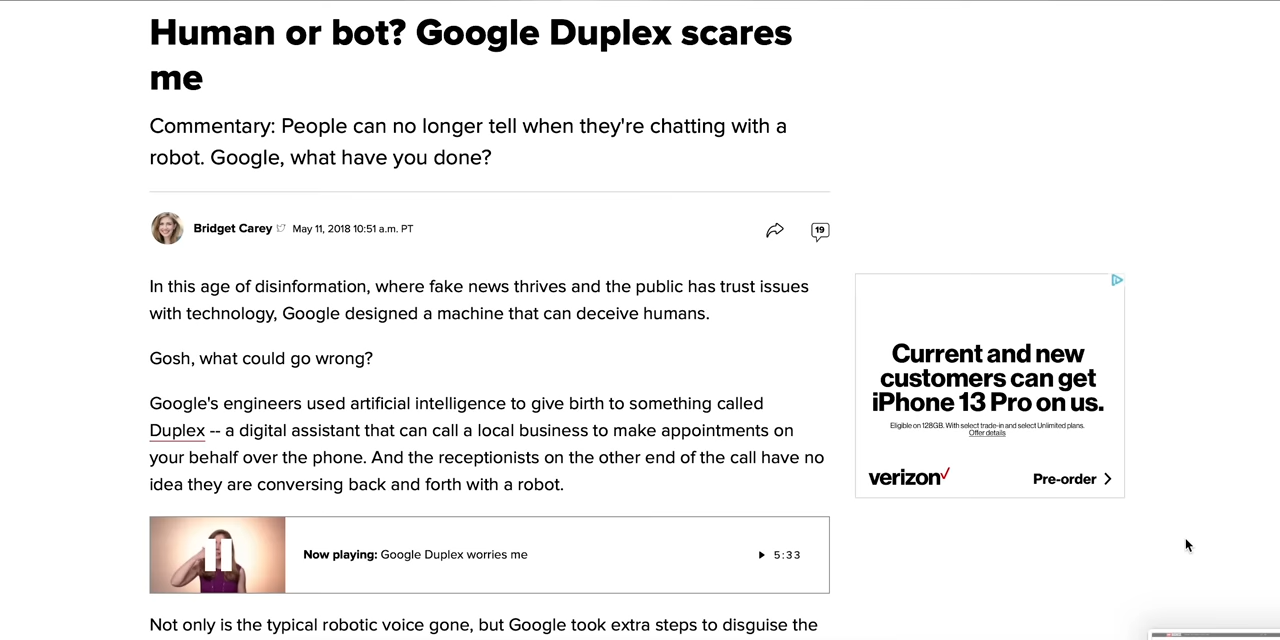 Human or bot? Google Duplex scares
me
Commentary: People can no longer tell when they're chatting with a
robot. Google, what have you done?
Bridget Carey May 11, 2018 10:51 a.m. PT
19
In this age of disinformation, where fake news thrives and the public has trust issues
with technology, Google designed a machine that can deceive humans.
Gosh, what could go wrong?
Google's engineers used artificial intelligence to give birth to something called
Duplex -- a digital assistant that can call a local business to make appointments on
your behalf over the phone. And the receptionists on the other end of the call have no
idea they are conversing back and forth with a robot.
Now playing: Google Duplex worries me
5:33
Not only is the typical robotic voice gone, but Google took extra steps to disguise the
Current and new
customers can get
iPhone 13 Pro on us.
Eligible on 128GB. With select trade-in and select Unlimited plans.
Offer details
verizon
Pre-order